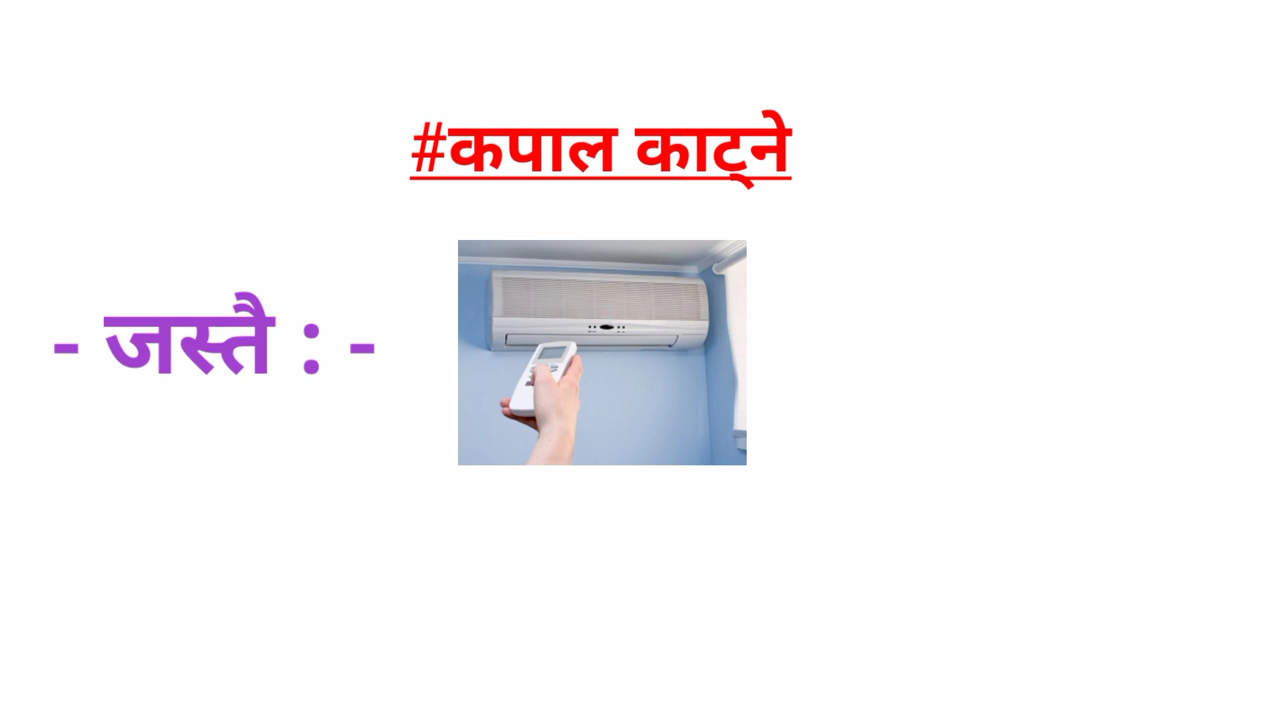 #कपाल काट्ने
- जस्तै : -